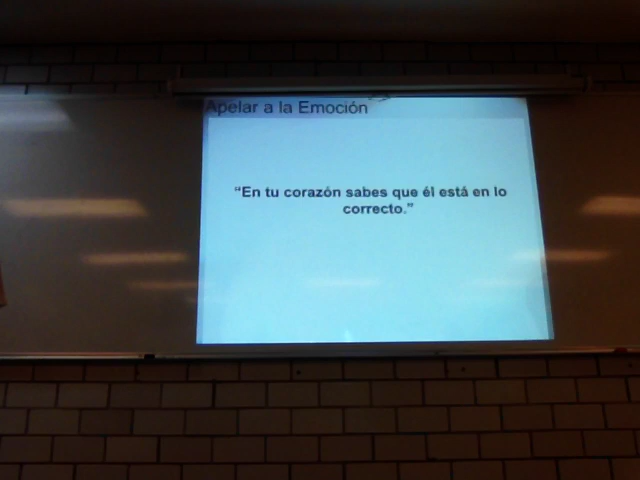 Apelar a la Emoción
“En tu corazón sabes que él está en lo
correcto.”